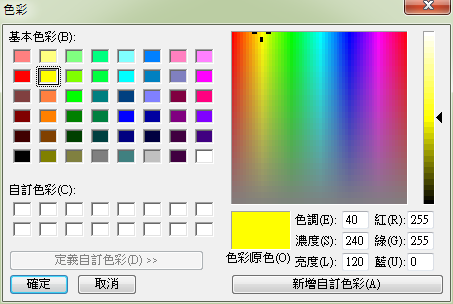 色彩
基本色彩(B):
自訂色彩(C):
定義自訂色彩(D) >>
確定 取消
色彩|原色(O)
色調(E): 40 紅(R): 255
濃度(S): 240 綠(G): 255
亮度(L): 120 藍(U): 0
新增自訂色彩(A)